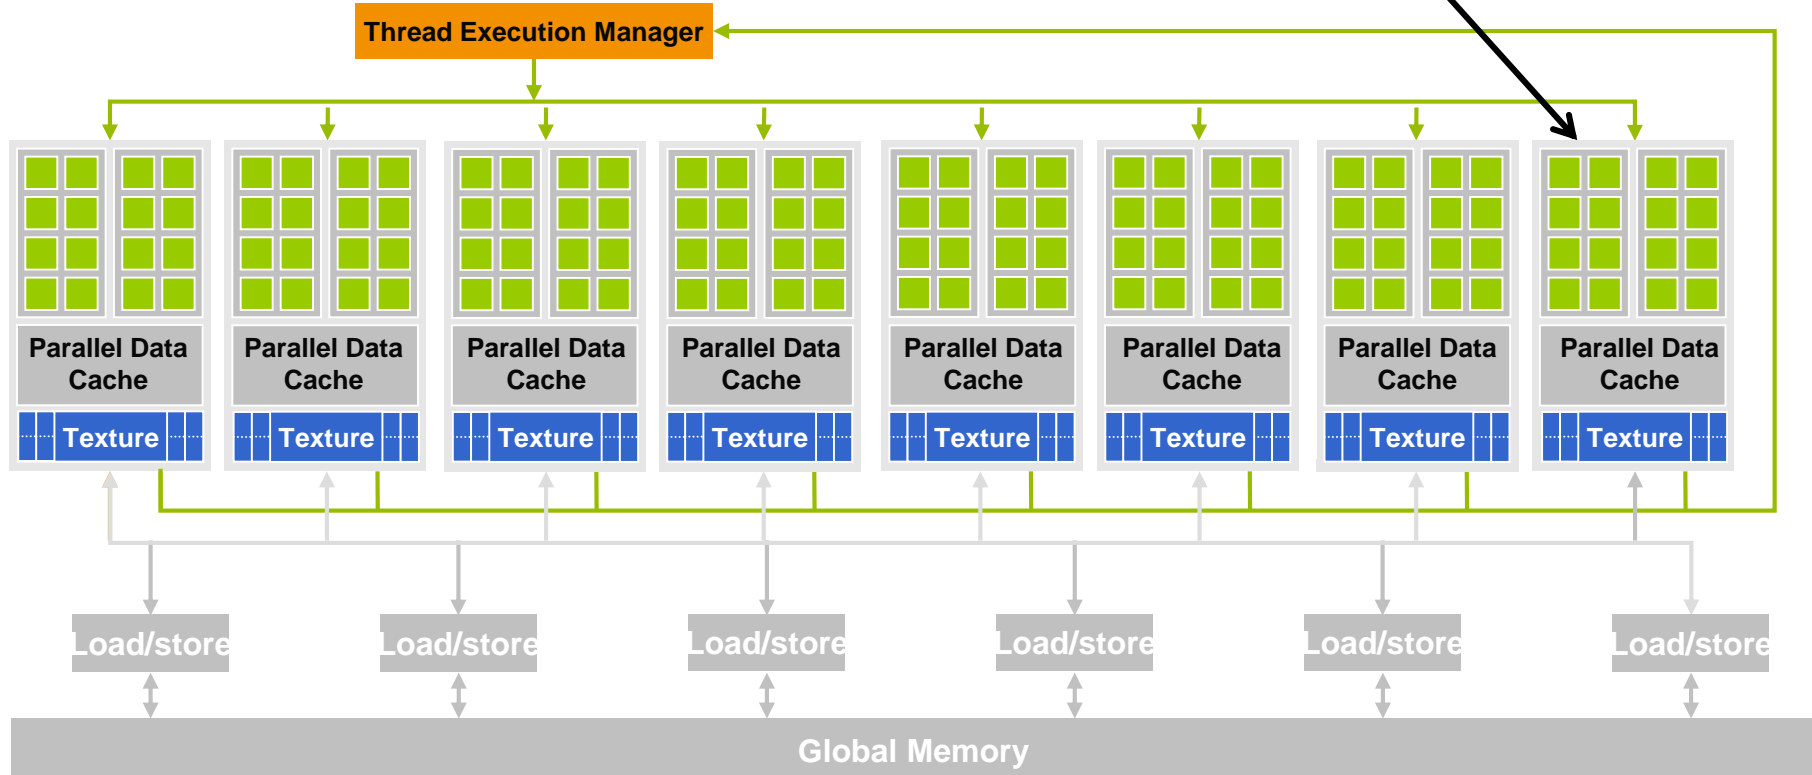 Thread Execution Manager
Parallel Data
Cache
Parallel Data
Cache
Parallel Data
Cache
Parallel Data
Cache
Parallel Data
Cache
Parallel Data
Cache
Parallel Data
Cache
Parallel Data
Cache
Texture
Texture
Texture
Texture
Texture
Texture
Texture
Texture
Load/store
Load/store
Load/store
Load/store
Load/store
Load/store
Global Memory